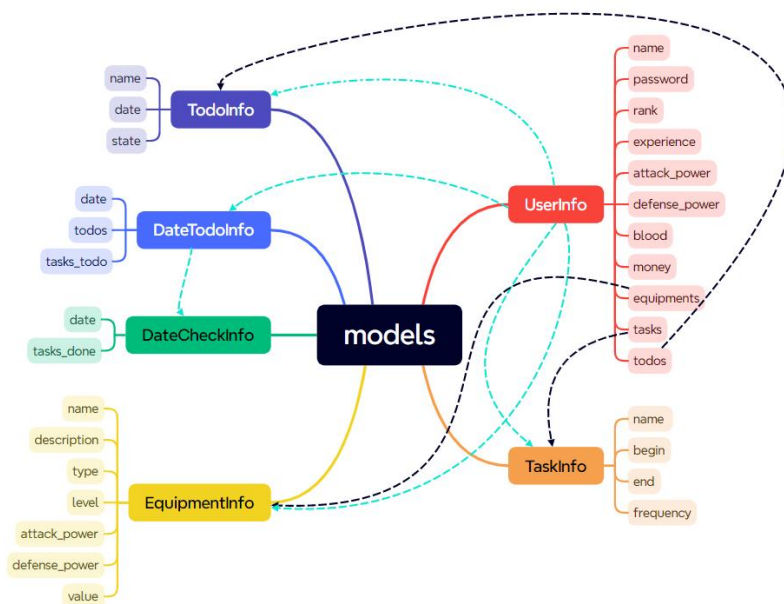 models
TodoInfo
name
date
state
DateTodoInfo
date
todos
tasks_todo
DateCheckInfo
date
tasks_done
EquipmentInfo
name
description
type
level
attack_power
defense_power
value
UserInfo
name
password
rank
experience
attack_power
defense_power
blood
money
equipments
tasks
todos
TaskInfo
name
begin
end
frequency